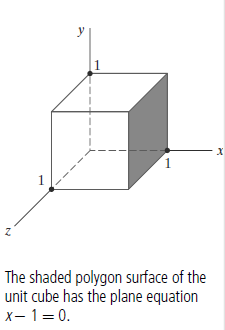 y
1
x
1
1
z
The shaded polygon surface of the
unit cube has the plane equation
x– 1 = 0.